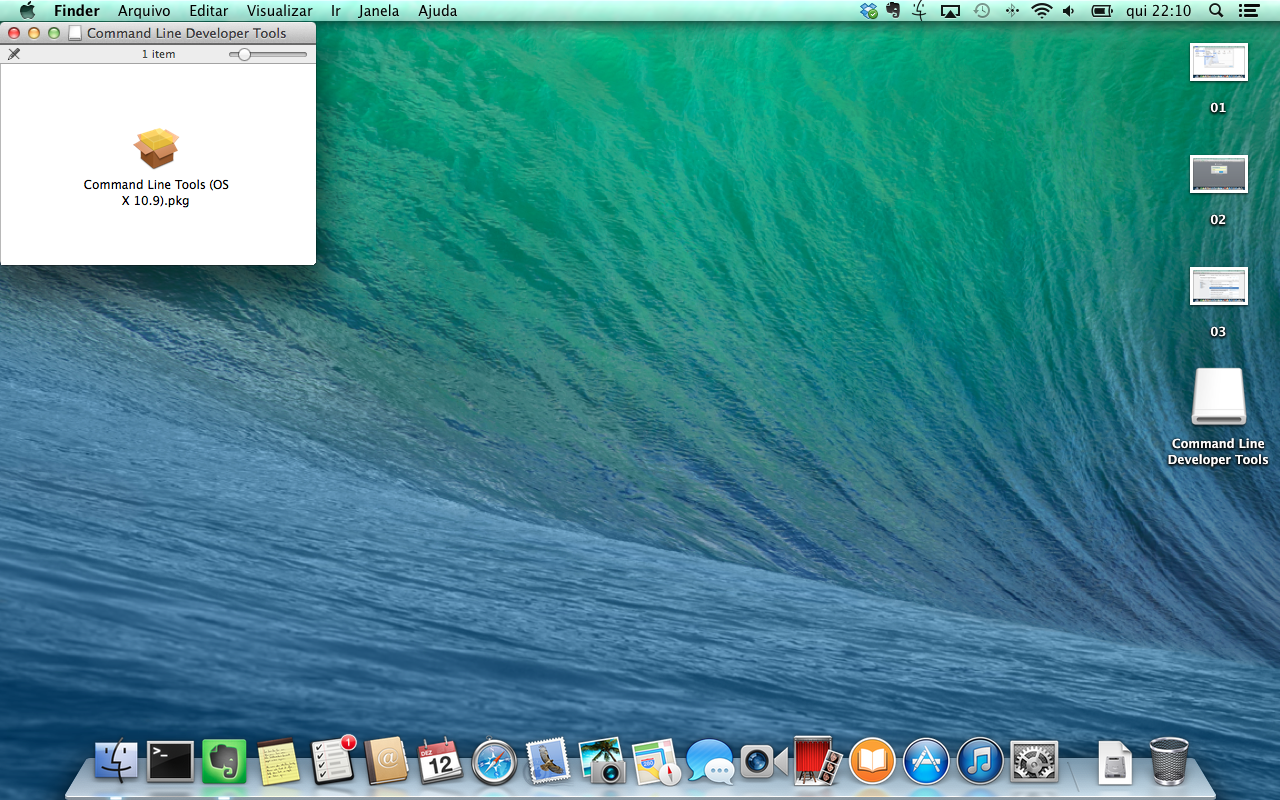 Finder Arquivo Editar Visualizar Ir Janela Ajuda qui 22:10
Command Line Developer Tools
1 item
Command Line Tools (OS
X 10.9).pkg
01
02
03
Command Line
Developer Tools
>_
1
@
DEZ
12
280